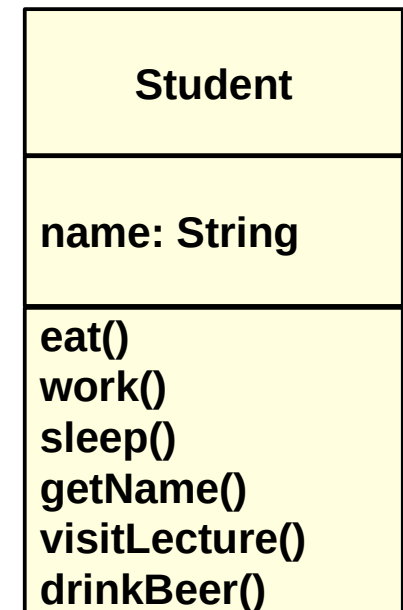 Student
name: String
eat()
work()
sleep()
getName()
visitLecture()
drinkBeer()